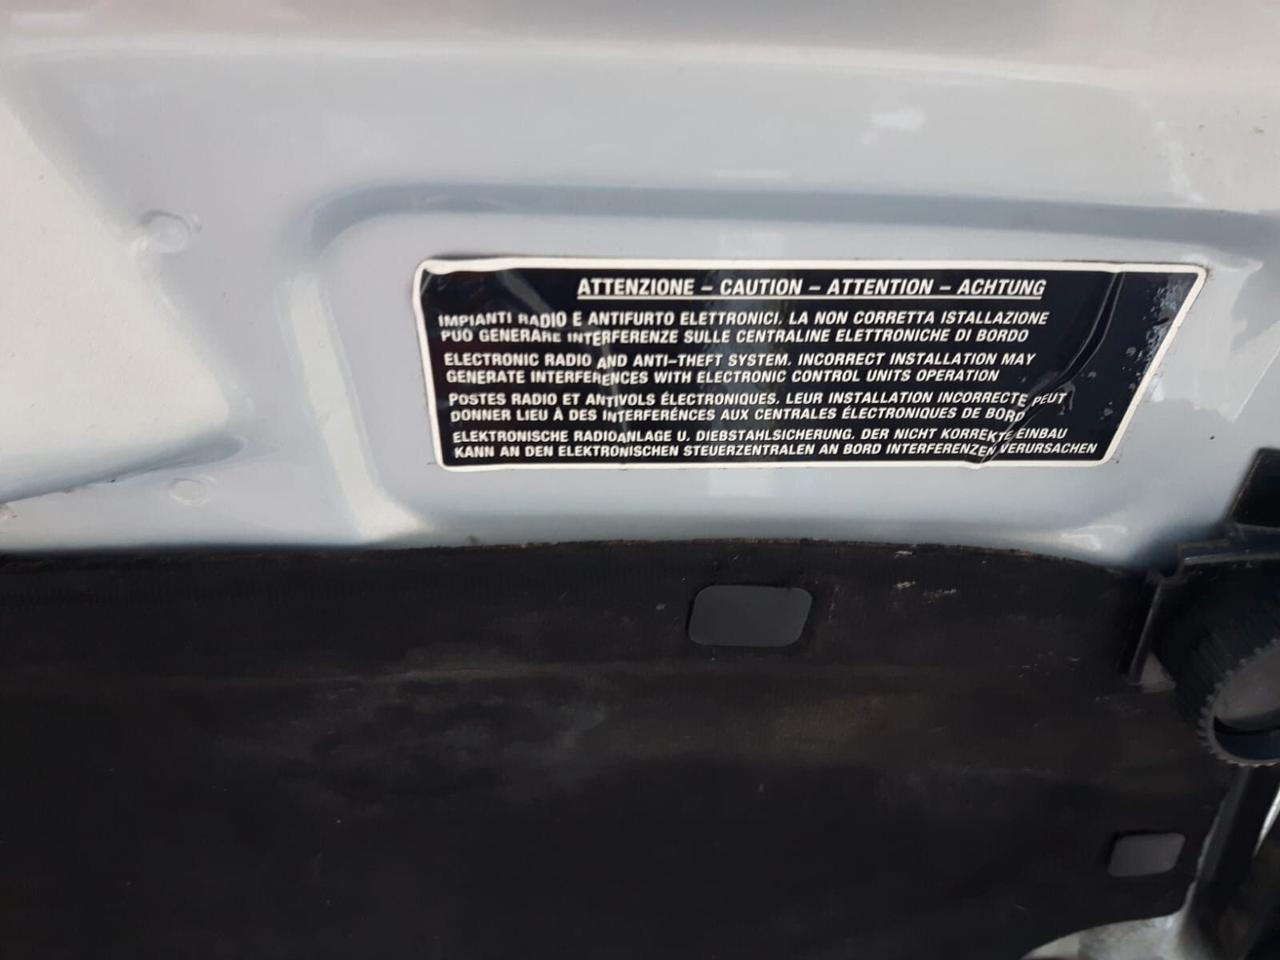 ATTENZIONE - CAUTION - ATTENTION - ACHTUNG
IMPIANTI RADIO E ANTIFURTO ELETTRONICI. LA NON CORRETTA ISTALLAZIONE
PUÒ GENERARE INTERFERENZE SULLE CENTRALINE ELETTRONICHE DI BORDO
ELECTRONIC RADIO AND ANTI-THEFT SYSTEM. INCORRECT INSTALLATION MAY
GENERATE INTERFERENCES WITH ELECTRONIC CONTROL UNITS OPERATION
POSTES RADIO ET ANTIVOLS ÉLECTRONIQUES. LEUR INSTALLATION INCORRECTE PEUT
DONNER LIEU À DES INTERFÉRÉNCES AUX CENTRALES ÉLECTRONIQUES DE BORD
ELEKTRONISCHE RADIOANLAGE U. DIEBSTAHLSICHERUNG. DER NICHT KORREKTE EINBAU
KANN AN DEN ELEKTRONISCHEN STEUERZENTRALEN AN BORD INTERFERENZEN VERURSACHEN